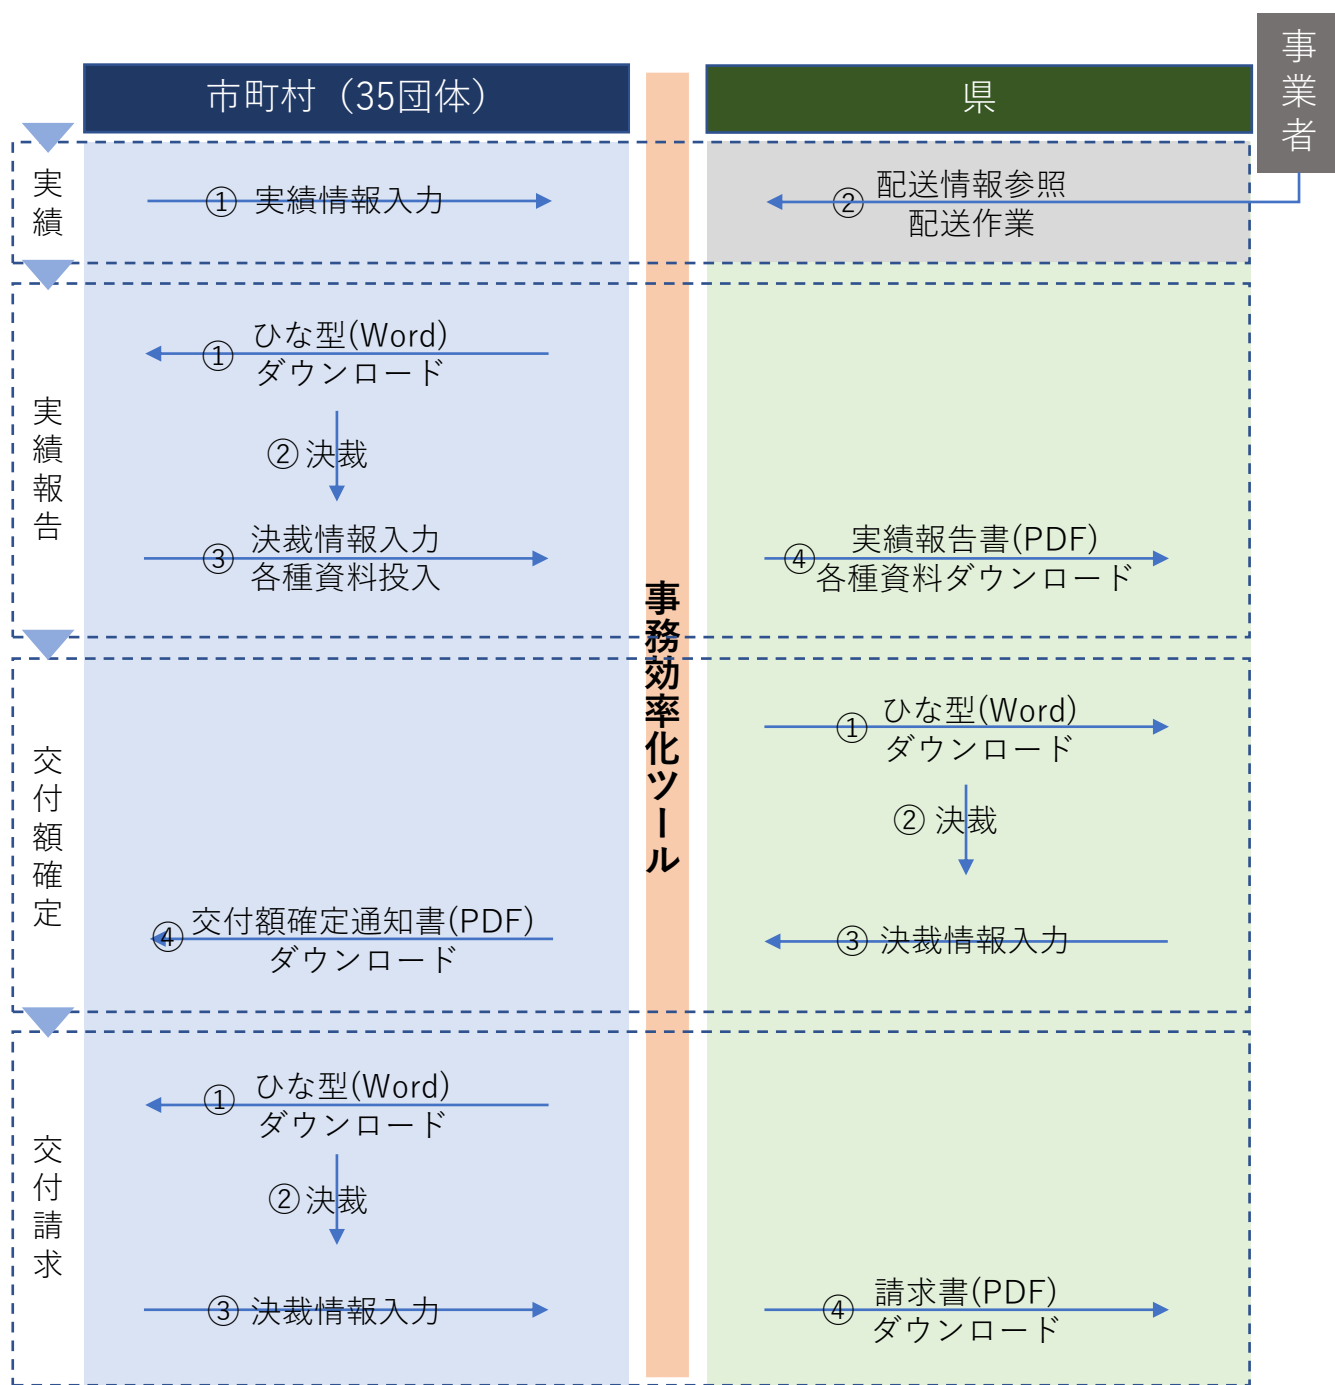 市町村（35団体）
県
事業者
実績
① 実績情報入力
② 配送情報参照
配送作業
実績報告
① ひな型(Word)
ダウンロード
② 決裁
③ 決裁情報入力
各種資料投入
④ 実績報告書(PDF)
各種資料ダウンロード
事務効率化ツール
交付額確定
① ひな型(Word)
ダウンロード
② 決裁
③ 決裁情報入力
④ 交付額確定通知書(PDF)
ダウンロード
交付請求
① ひな型(Word)
ダウンロード
② 決裁
③ 決裁情報入力
④ 請求書(PDF)
ダウンロード